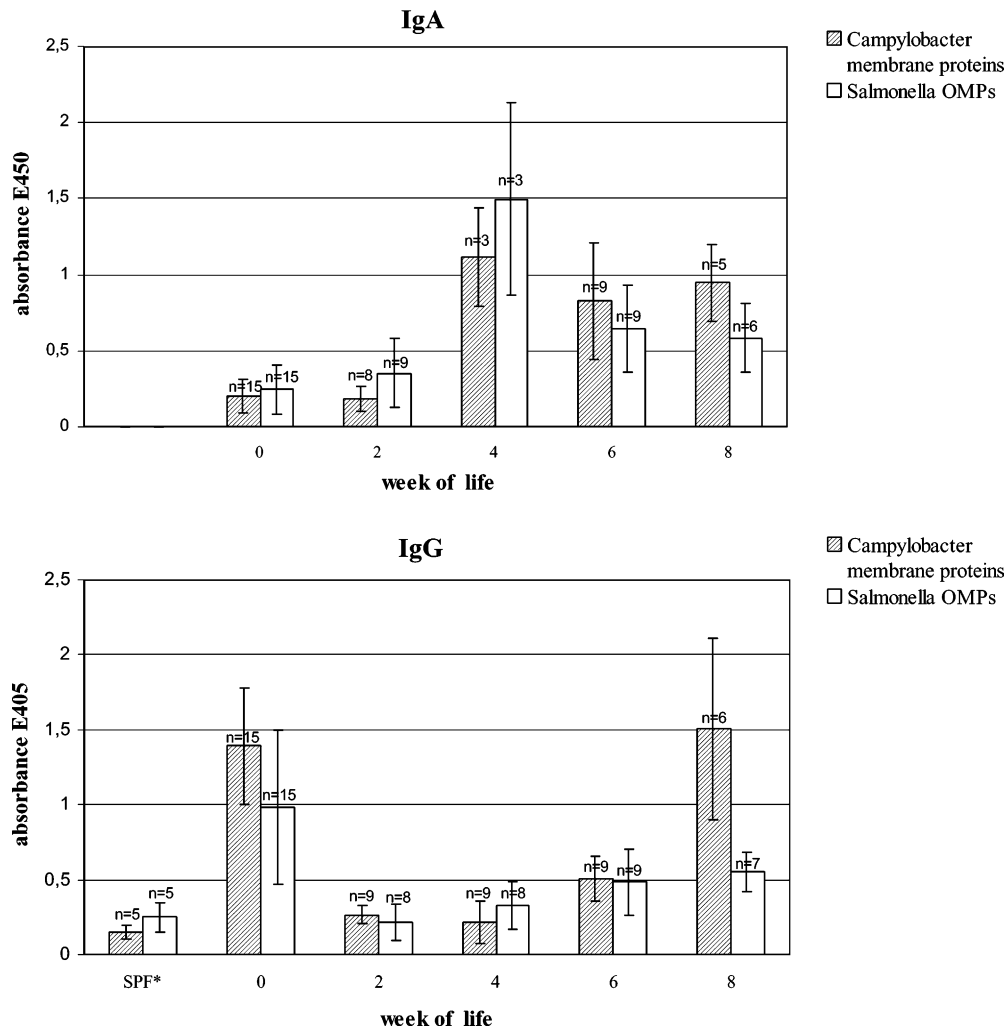 IgA
Campylobacter
membrane proteins
Salmonella OMPs
absorbance E450
2,5
2
1,5
1
0,5
0
n=15
n=15
n=8
n=9
n=3
n=3
n=9
n=9
n=5
n=6
0
2
4
6
8
week of life
IgG
Campylobacter
membrane proteins
Salmonella OMPs
absorbance E405
2,5
2
1,5
1
0,5
0
n=5
n=5
n=15
n=15
n=9
n=8
n=9
n=8
n=9
n=9
n=6
n=7
SPF*
0
2
4
6
8
week of life